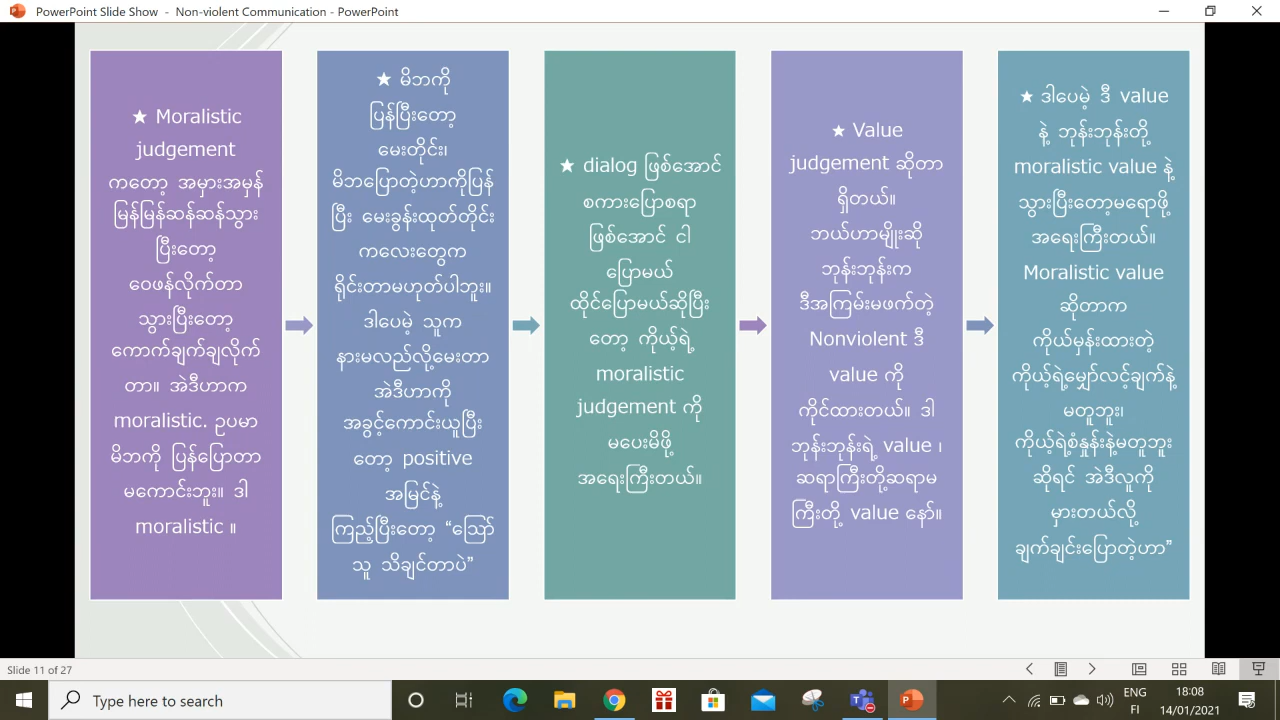 PowerPoint Slide Show - Non-violent Communication - PowerPoint
★ Moralistic
judgement
ကတော့ အမှားအမှန်
မြန်မြန်ဆန်ဆန်သွား
ပြီးတော့
ဝေဖန်လိုက်တာ
သွားပြီးတော့
ကောက်ချက်ချလိုက်
တာ။ အဲဒီဟာက
moralistic. ဥပမာ
မိဘကို ပြန်ပြောတာ
မကောင်းဘူး။ ဒါ
moralistic ။
★ မိဘကို
ပြန်ပြီးတော့
မေးတိုင်း၊
မိဘပြောတဲ့ဟာကိုပြန်
ပြီး မေးခွန်းထုတ်တိုင်း
ကလေးတွေက
ရိုင်းတာမဟုတ်ပါဘူး။
ဒါပေမဲ့ သူက
နားမလည်လို့မေးတာ
အဲဒီဟာကို
အခွင့်ကောင်းယူပြီး
တော့ positive
အမြင်နဲ့
ကြည့်ပြီးတော့ “ဩော်
သူ သိချင်တာပဲ”
★ dialog ဖြစ်အောင်
စကားပြောစရာ
ဖြစ်အောင် ငါ
ပြောမယ်
ထိုင်ပြောမယ်ဆိုပြီး
တော့ ကိုယ့်ရဲ့
moralistic
judgement ကို
မပေးမိဖို့
အရေးကြီးတယ်။
★ Value
judgement ဆိုတာ
ရှိတယ်။
ဘယ်ဟာမျိုးဆို
ဘုန်းဘုန်းက
ဒီအကြမ်းမဖက်တဲ့
Nonviolent ဒီ
value ကို
ကိုင်ထားတယ်။ ဒါ
ဘုန်းဘုန်းရဲ့ value ၊
ဆရာကြီးတို့ဆရာမ
ကြီးတို့ value နော်။
★ ဒါပေမဲ့ ဒီ value
နဲ့ ဘုန်းဘုန်းတို့
moralistic value နဲ့
သွားပြီးတော့မရောဖို့
အရေးကြီးတယ်။
Moralistic value
ဆိုတာက
ကိုယ်မှန်းထားတဲ့
ကိုယ့်ရဲ့မျှော်လင့်ချက်နဲ့
မတူဘူး၊
ကိုယ့်ရဲ့စံနှုန်းနဲ့မတူဘူး
ဆိုရင် အဲဒီလူကို
မှားတယ်လို့
ချက်ချင်းပြောတဲ့ဟာ”
Slide 11 of 27
Type here to search
ENG
FI
18:08
14/01/2021